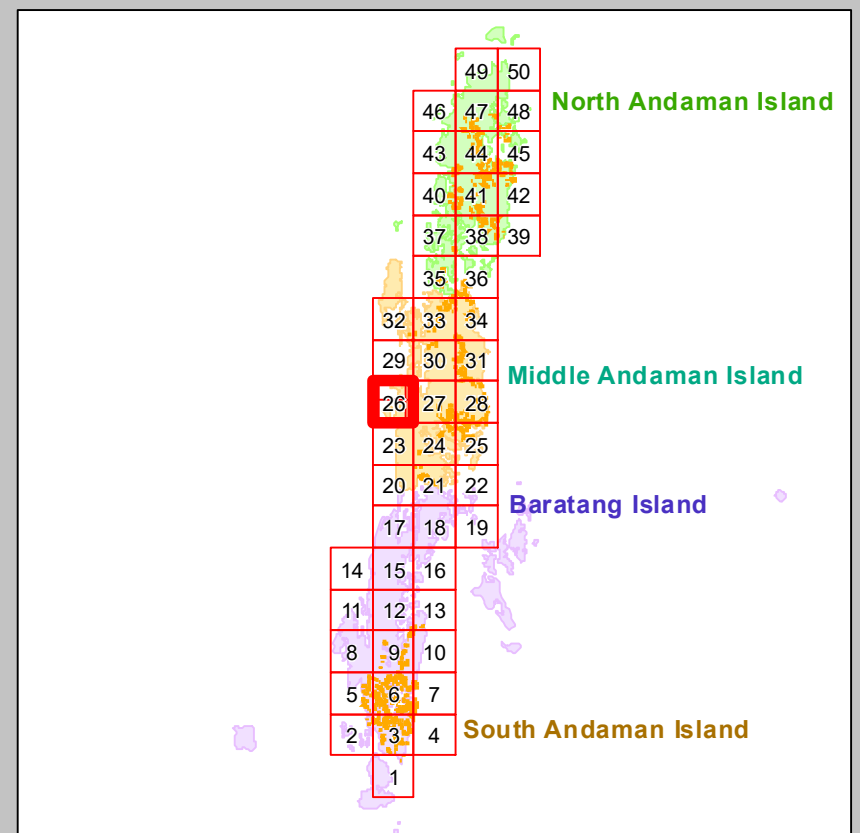 49 50
North Andaman Island
46 47 48
43 44 45
40 41 42
37 38 39
35 36
32 33 34
29 30 31
Middle Andaman Island
26 27 28
23 24 25
20 21 22
Baratang Island
17 18 19
14 15 16
11 12 13
8 9 10
5 6 7
South Andaman Island
2 3 4
1